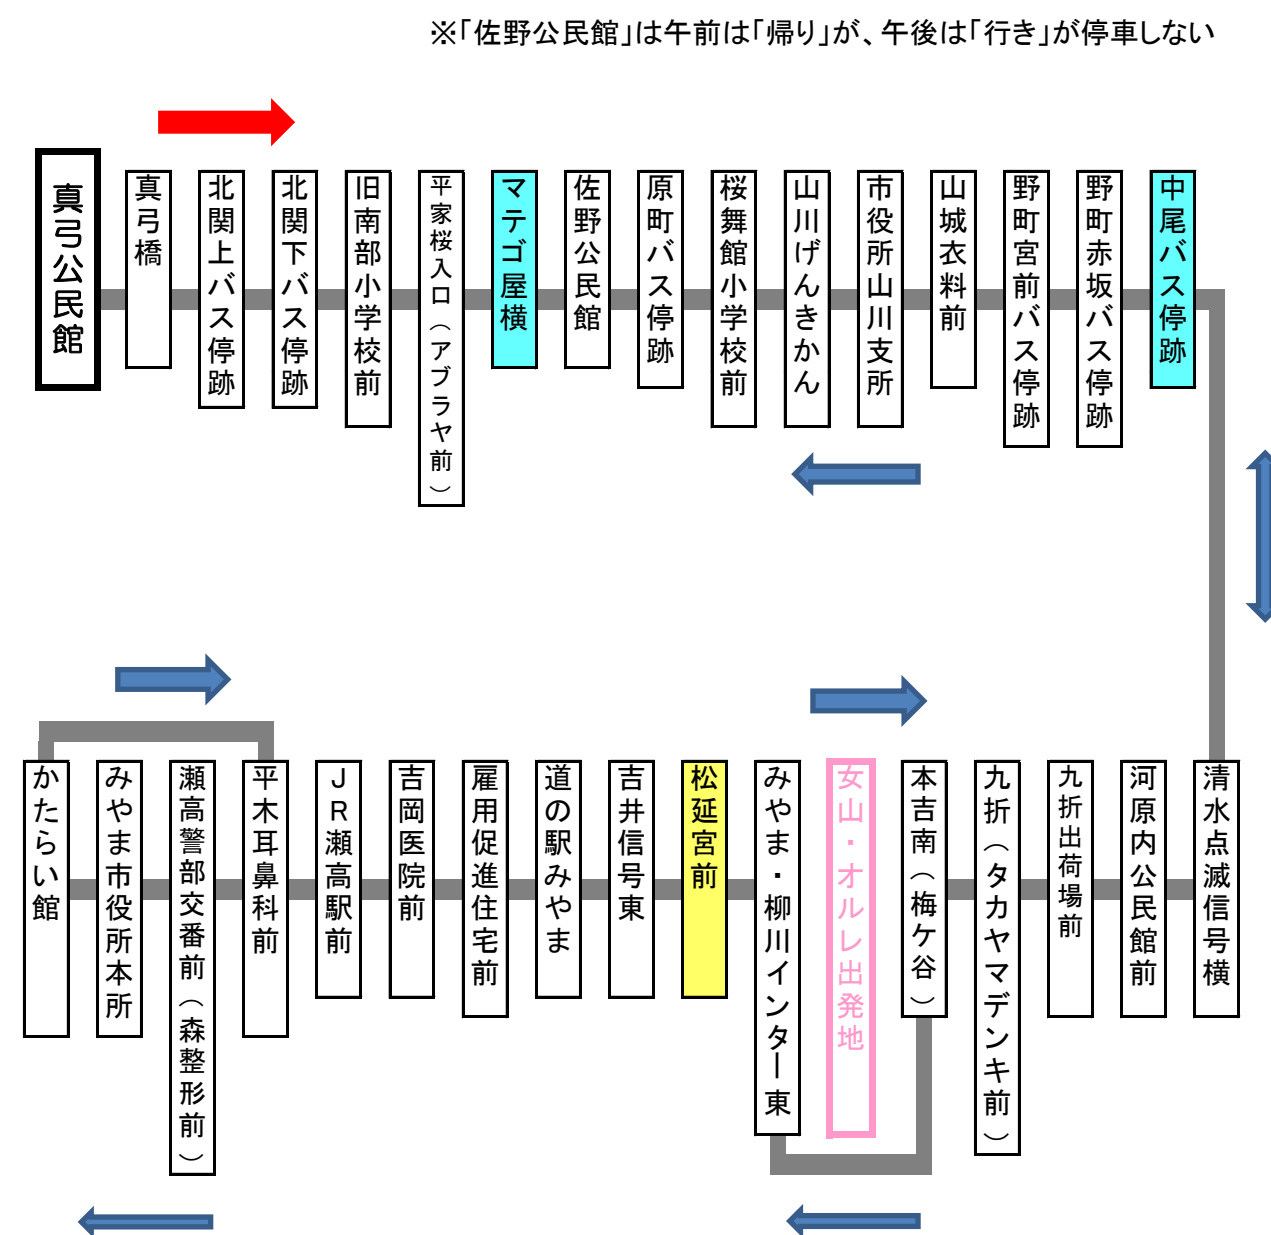 ※「佐野公民館」は午前は「帰り」が、午後は「行き」が停車しない
真弓公民館
真弓橋
北関上バス停跡
北関下バス停跡
旧南部小学校前
平家桜入口（アブラヤ前）
マテゴ屋横
佐野公民館
原町バス停跡
桜舞館小学校前
山川げんきかん
市役所山川支所
山城衣料前
野町宮前バス停跡
野町赤坂バス停跡
中尾バス停跡
かたらい館
みやま市役所本所
瀬高警部交番前（森整形前）
平木耳鼻科前
ＪＲ瀬高駅前
吉岡医院前
雇用促進住宅前
道の駅みやま
吉井信号東
松延宮前
みやま・柳川インター東
女山・オルレ出発地
本吉南（梅ケ谷）
九折（タカヤマデンキ前）
九折出荷場前
河原内公民館前
清水点滅信号横